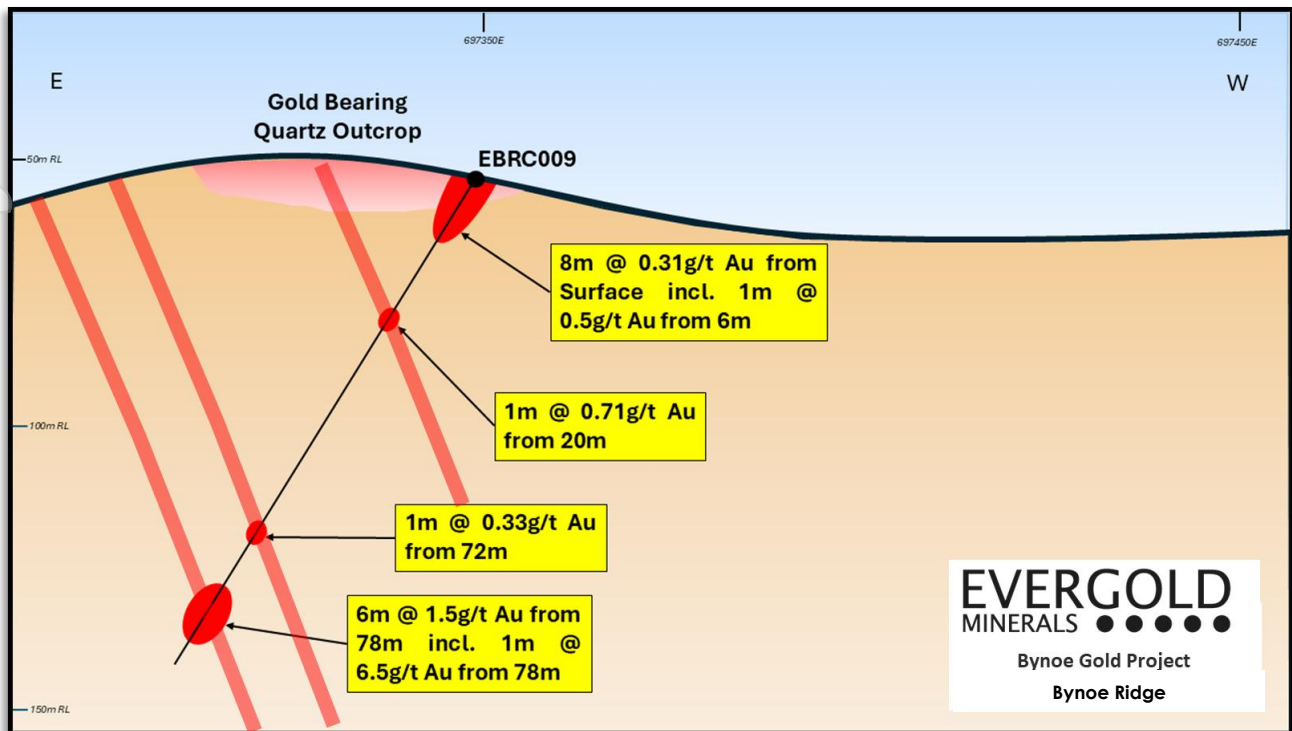 697350E
697450E
E
W
Gold Bearing
Quartz Outcrop
50m RL
EBRC009
8m @ 0.31g/t Au from
Surface incl. 1m @
0.5g/t Au from 6m
1m @ 0.71g/t Au
from 20m
100m RL
1m @ 0.33g/t Au
from 72m
6m @ 1.5g/t Au from
78m incl. 1m @
6.5g/t Au from 78m
150m RL
EVERGOLD
MINERALS
Bynoe Gold Project
Bynoe Ridge